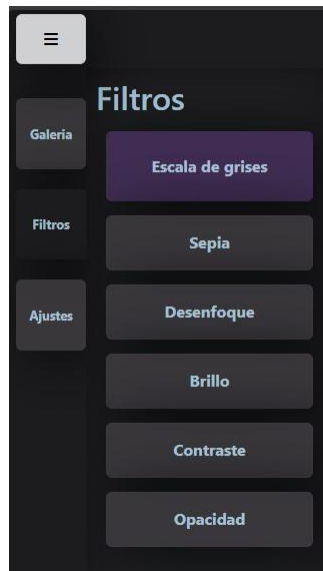 Galeria
Filtros
Ajustes
Filtros
Escala de grises
Sepia
Desenfoque
Brillo
Contraste
Opacidad